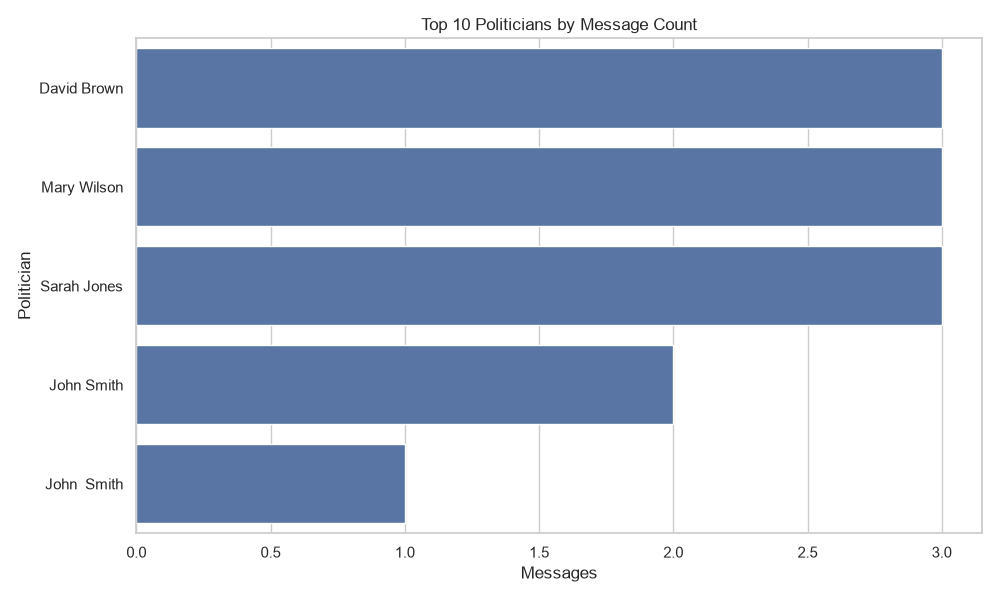 Top 10 Politicians by Message Count
David Brown
Mary Wilson
Sarah Jones
John Smith
John  Smith
Politician
0.0 0.5 1.0 1.5 2.0 2.5 3.0
Messages